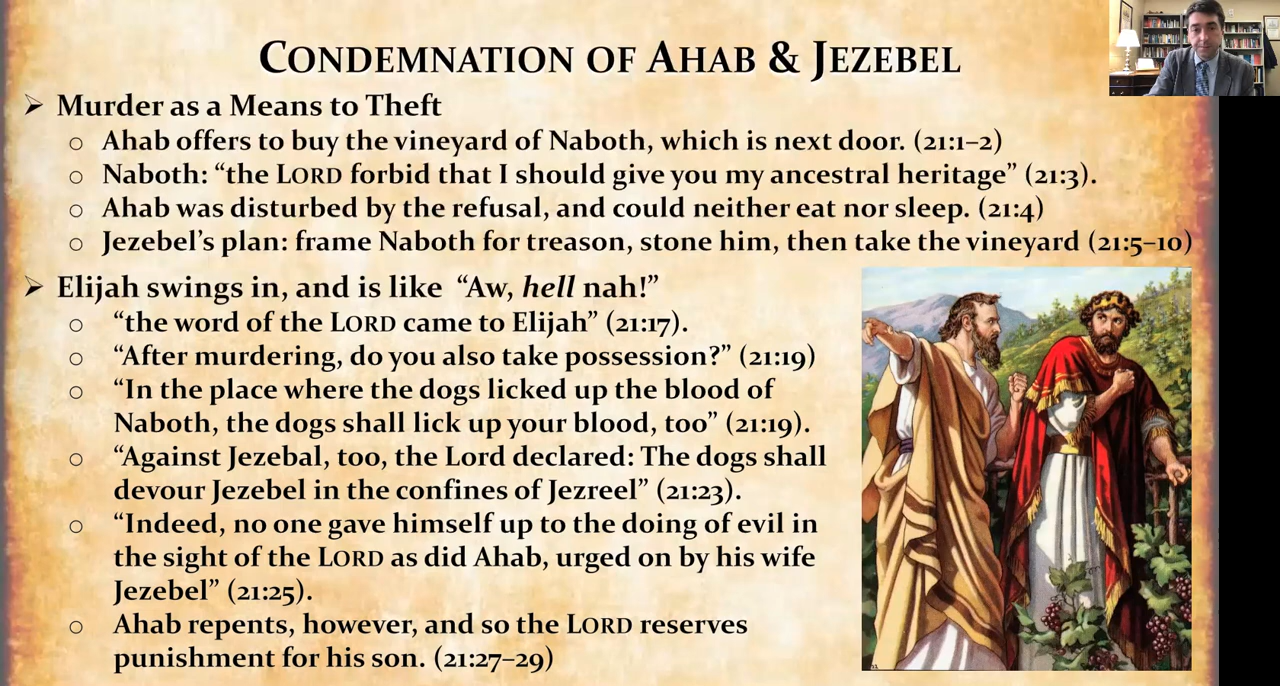 CONDEMNATION OF AHAB & JEZEBEL
➢ Murder as a Means to Theft
○ Ahab offers to buy the vineyard of Naboth, which is next door. (21:1–2)
○ Naboth: “the LORD forbid that I should give you my ancestral heritage” (21:3).
○ Ahab was disturbed by the refusal, and could neither eat nor sleep. (21:4)
○ Jezebel’s plan: frame Naboth for treason, stone him, then take the vineyard (21:5–10)
➢ Elijah swings in, and is like “Aw, hell nah!”
○ “the word of the LORD came to Elijah” (21:17).
○ “After murdering, do you also take possession?” (21:19)
○ “In the place where the dogs licked up the blood of
Naboth, the dogs shall lick up your blood, too” (21:19).
○ “Against Jezebal, too, the Lord declared: The dogs shall
devour Jezebel in the confines of Jezreel” (21:23).
○ “Indeed, no one gave himself up to the doing of evil in
the sight of the LORD as did Ahab, urged on by his wife
Jezebel” (21:25).
○ Ahab repents, however, and so the LORD reserves
punishment for his son. (21:27–29)